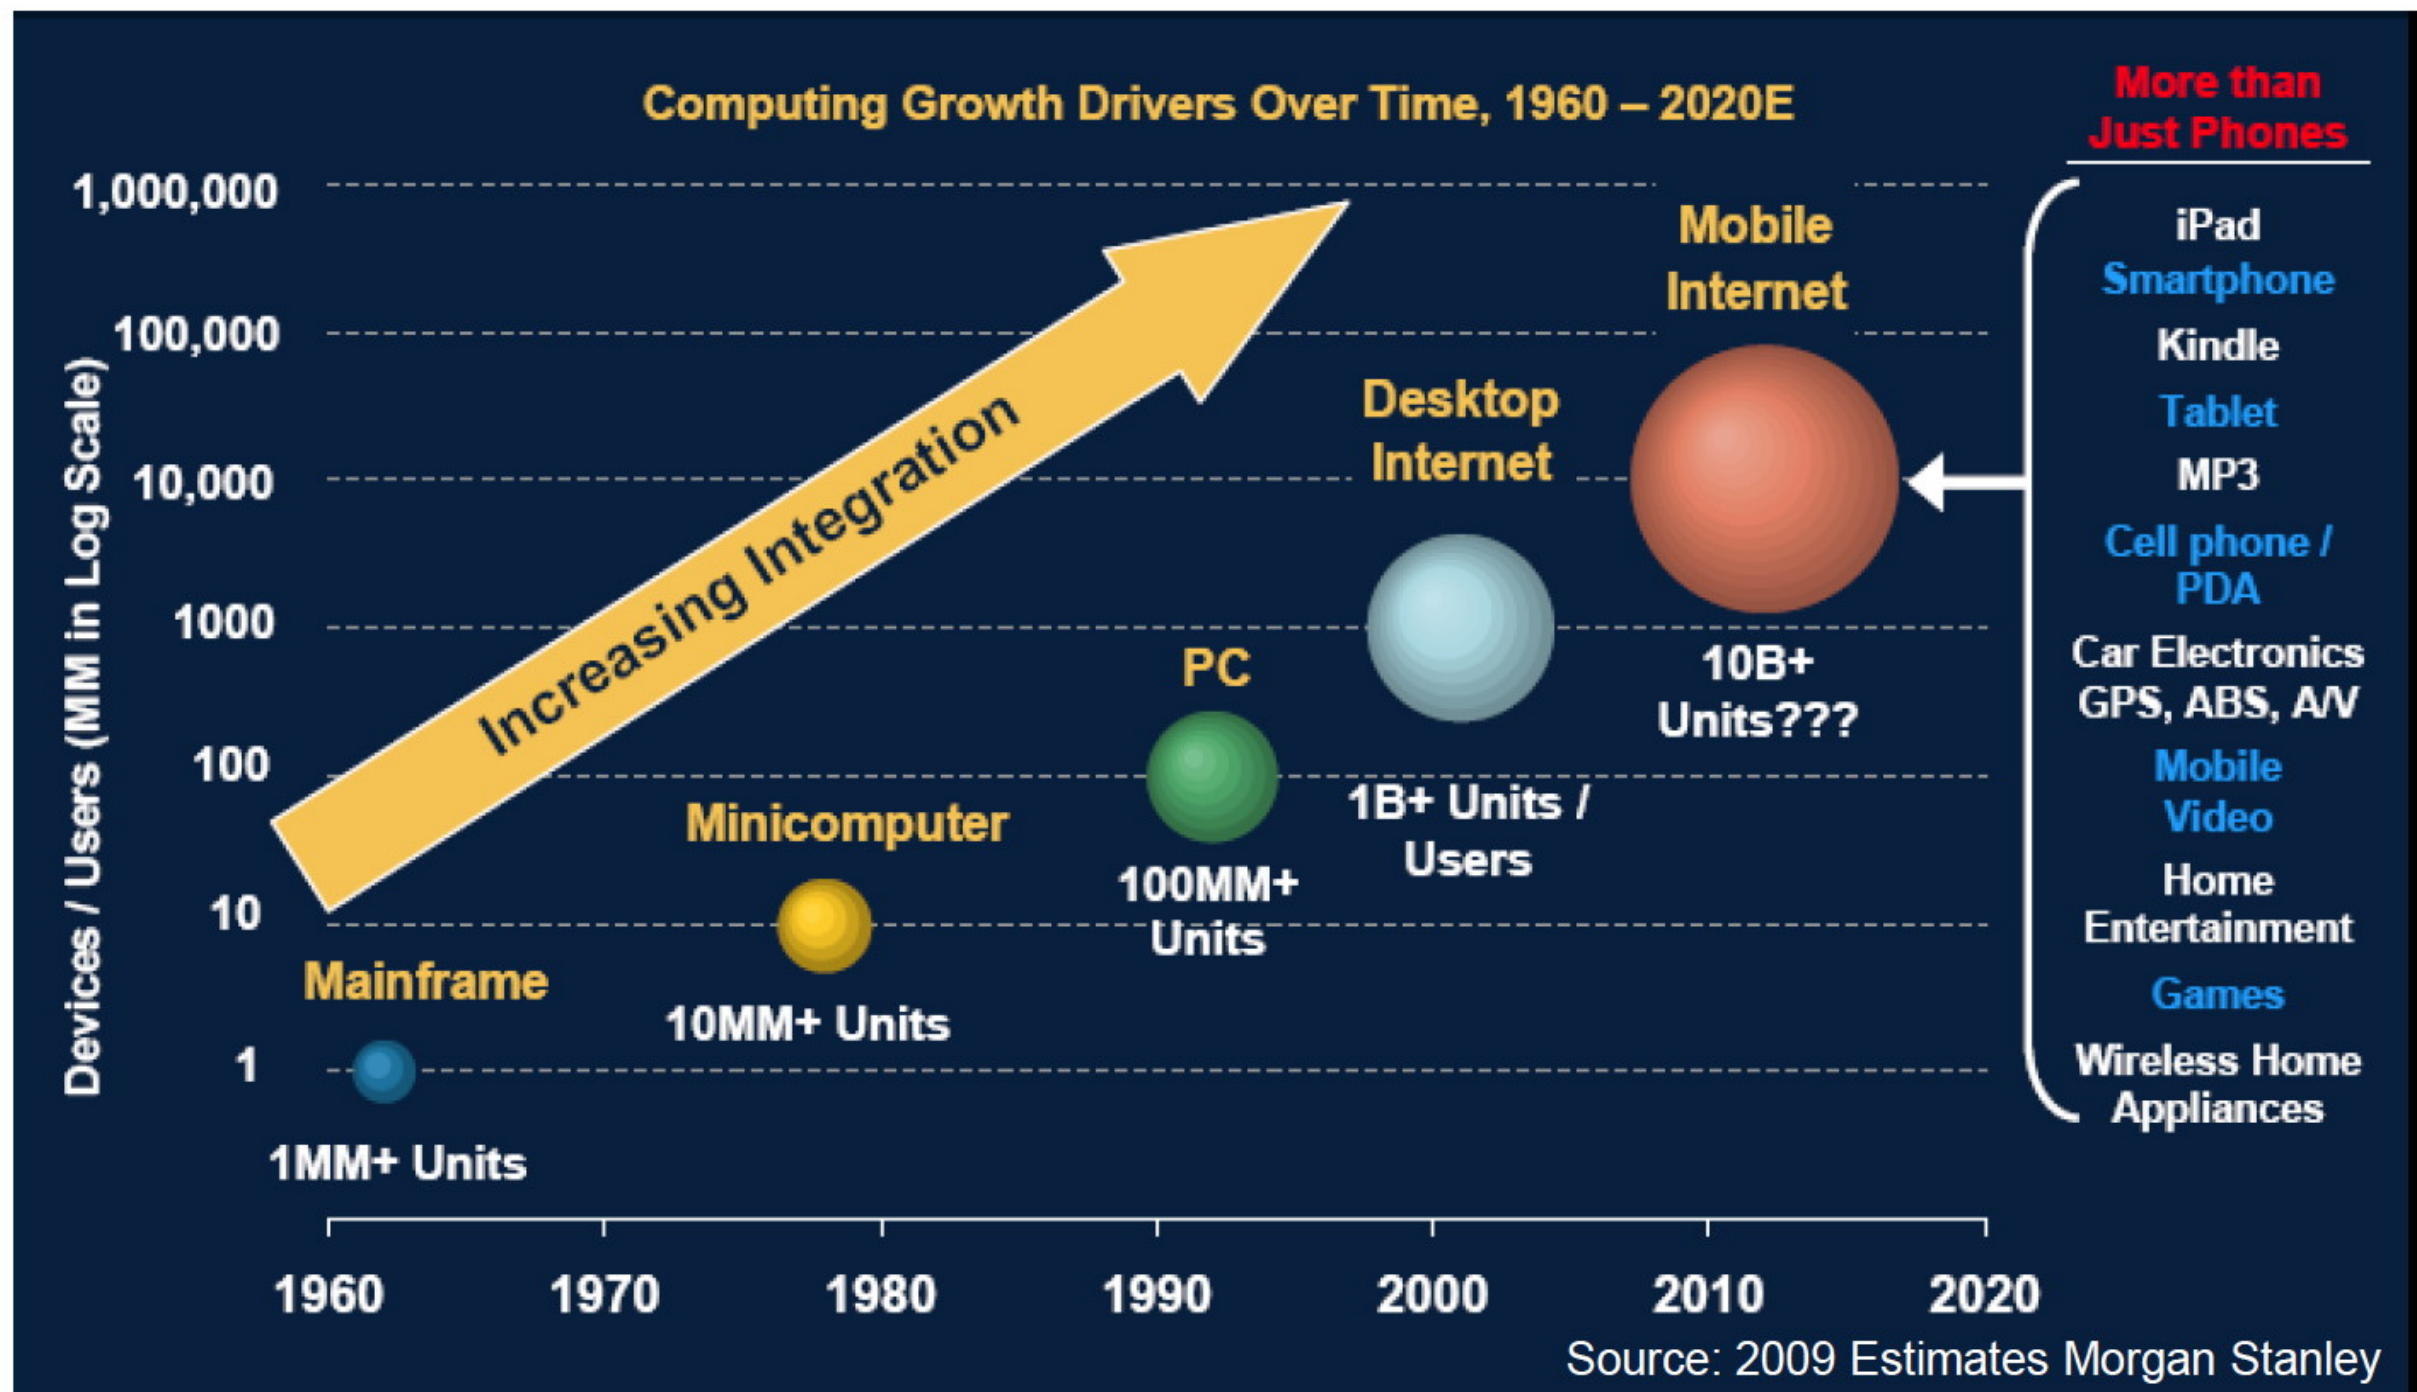 Computing Growth Drivers Over Time, 1960 – 2020E
Devices / Users (MM in Log Scale)
1,000,000
100,000
10,000
1000
100
10
1
Increasing Integration
Mainframe
1MM+ Units
Minicomputer
10MM+ Units
PC
100MM+
Units
Desktop
Internet
1B+ Units /
Users
Mobile
Internet
10B+
Units???
1960
1970
1980
1990
2000
2010
2020
More than
Just Phones
iPad
Smartphone
Kindle
Tablet
MP3
Cell phone /
PDA
Car Electronics
GPS, ABS, A/V
Mobile
Video
Home
Entertainment
Games
Wireless Home
Appliances
Source: 2009 Estimates Morgan Stanley